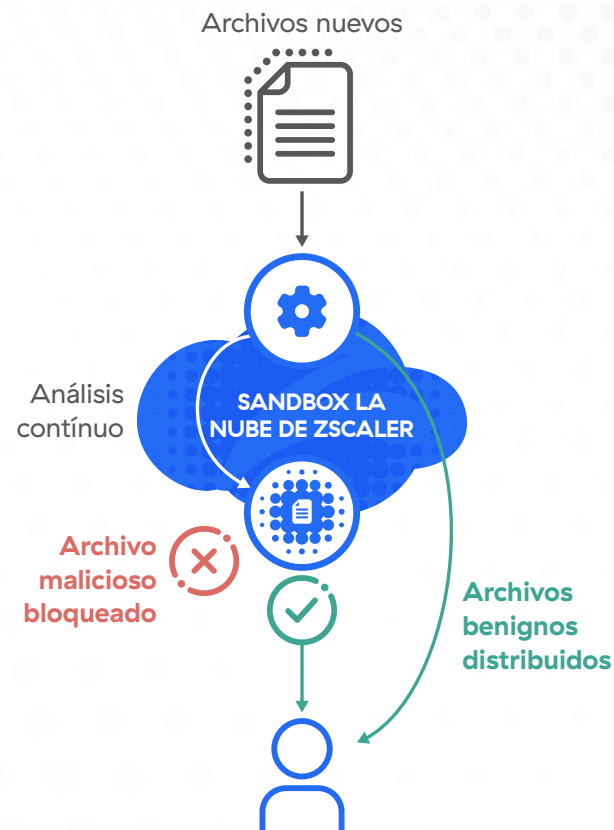 Archivos nuevos
Análisis
contínuo
SANDBOX LA
NUBE DE ZSCALER
Archivo
malicioso
bloqueado
Archivos
benignos
distribuidos